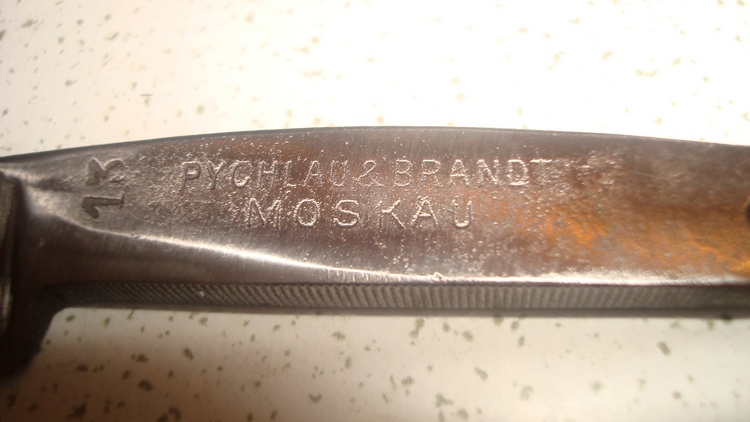 13
PYCHLAU & BRANDT
MOSKAU